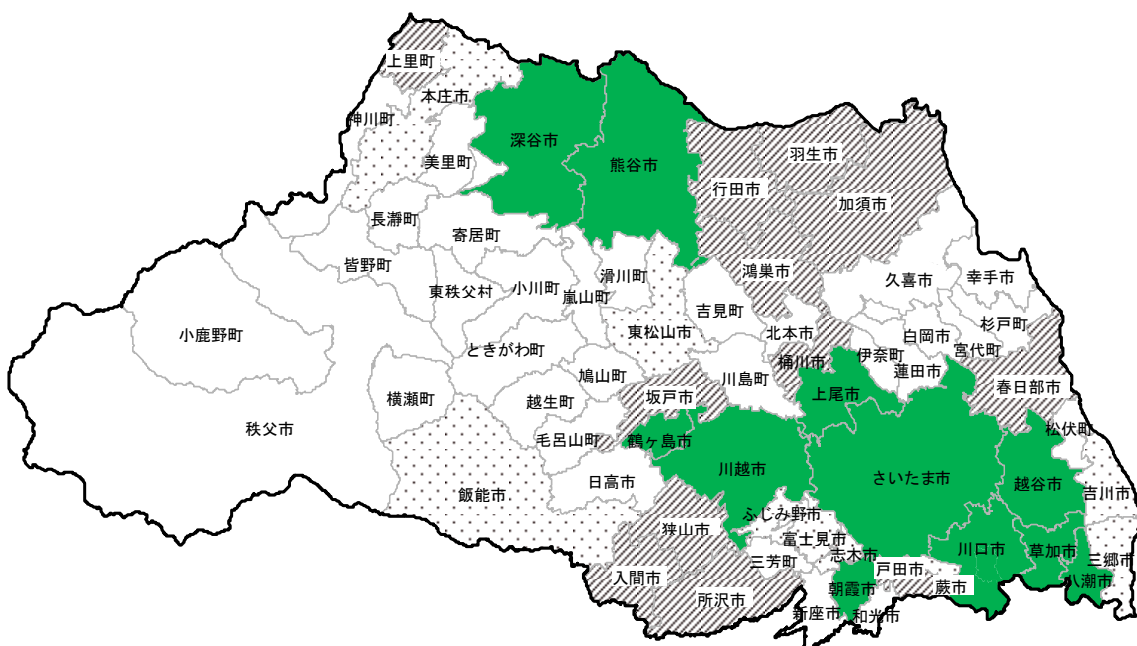 上里町
本庄市
神川町
深谷市
美里町
熊谷市
羽生市
行田市
加須市
長瀞町
寄居町
皆野町
滑川町
鴻巣市
久喜市
幸手市
東秩父村
小川町
嵐山町
吉見町
小鹿野町
東松山市
北本市
白岡市
杉戸町
ときがわ町
桶川市
伊奈町
宮代町
蓮田市
鳩山町
川島町
上尾市
春日部市
横瀬町
越生町
坂戸市
秩父市
毛呂山町
鶴ヶ島市
松伏町
川越市
さいたま市
越谷市
飯能市
日高市
吉川市
ふじみ野市
狭山市
富士見市
川口市
草加市
三芳町
志木市
三郷市
入間市
戸田市
八潮市
朝霞市
蕨市
所沢市
新座市
和光市